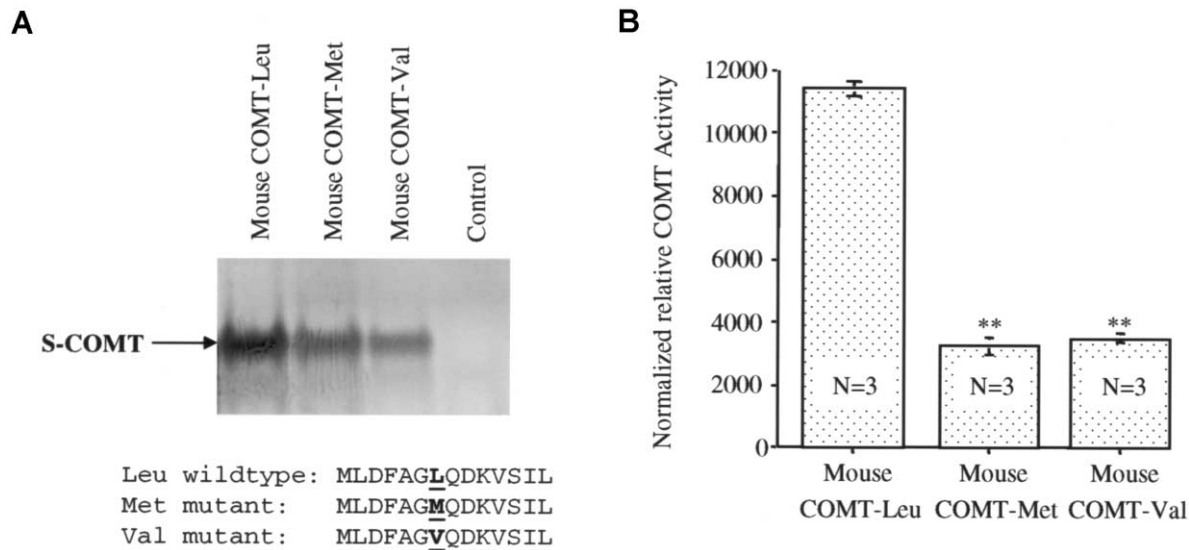 A
Mouse COMT-Leu
Mouse COMT-Met
Mouse COMT-Val
Control
S-COMT
Leu wildtype: MLDFAGLQDKVSIL
Met mutant: MLDFAGMQDKVSIL
Val mutant: MLDFAGVQDKVSIL
B
Normalized relative COMT Activity
12000
10000
8000
6000
4000
2000
0
**
**
N=3
N=3
N=3
Mouse COMT-Leu
Mouse COMT-Met
Mouse COMT-Val